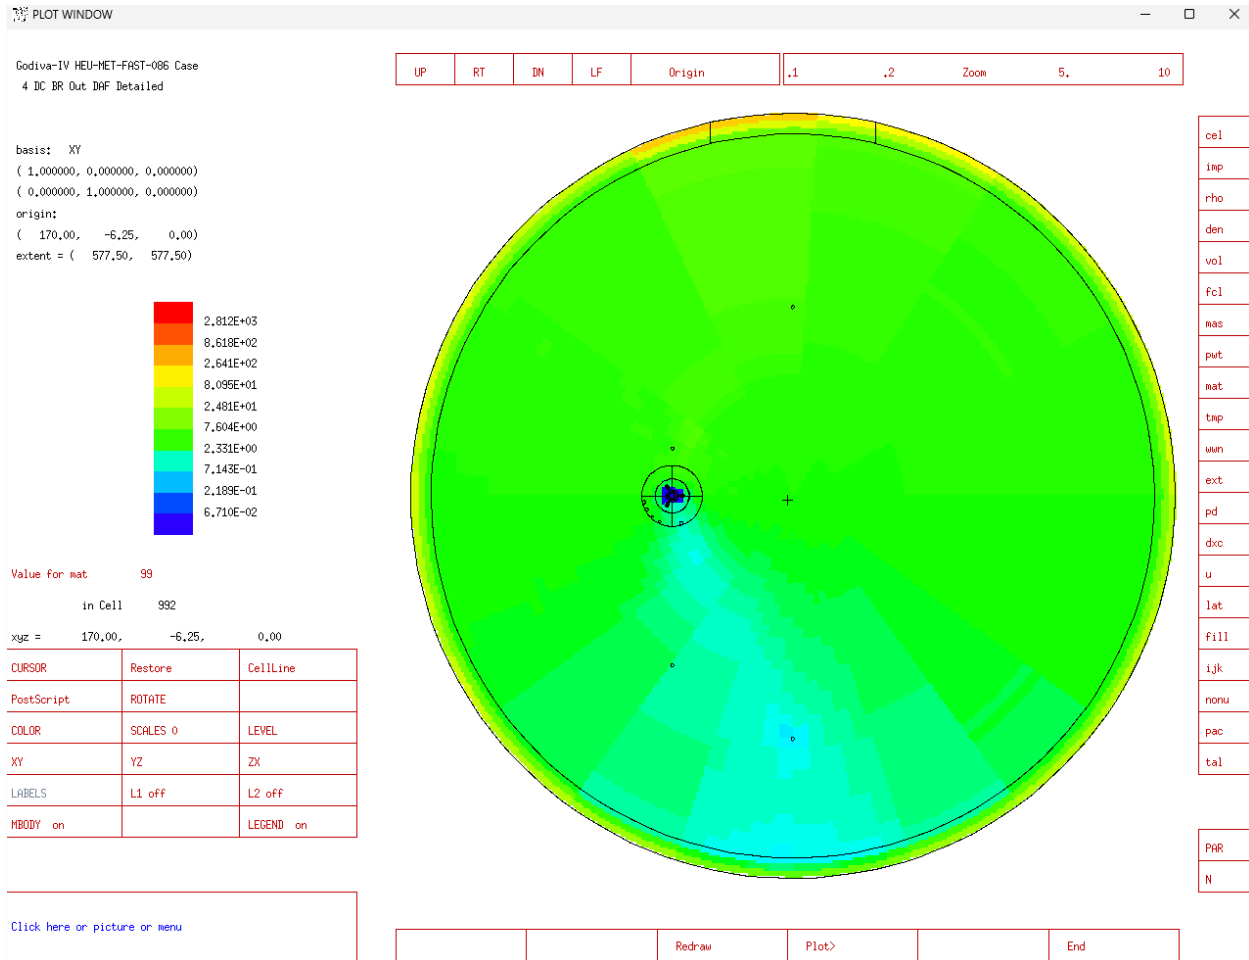 PLOT WINDOW
Godiva-IV HEU-MET-FAST-086 Case
4 DC BR Out DAF Detailed
UP RT DN LF Origin .1 .2 Zoom 5. 10
basis: XY
( 1.000000, 0.000000, 0.000000)
( 0.000000, 1.000000, 0.000000)
origin:
( 170.00, -6.25, 0.00)
extent = ( 577.50, 577.50)
2.812E+03
8.618E+02
2.641E+02
8.095E+01
2.481E+01
7.604E+00
2.331E+00
7.143E-01
2.189E-01
6.710E-02
Value for mat 99
in Cell 992
xyz = 170.00, -6.25, 0.00
CURSOR Restore CellLine
PostScript ROTATE
COLOR SCALES 0 LEVEL
XY YZ ZX
LABELS L1 off L2 off
MBODY on LEGEND on
Click here or picture or menu
cel
imp
rho
den
vol
fcl
mas
pwt
mat
tmp
wwn
ext
pd
dxc
u
lat
fill
ijk
nonu
pac
tal
PAR
N
Redraw Plot> End